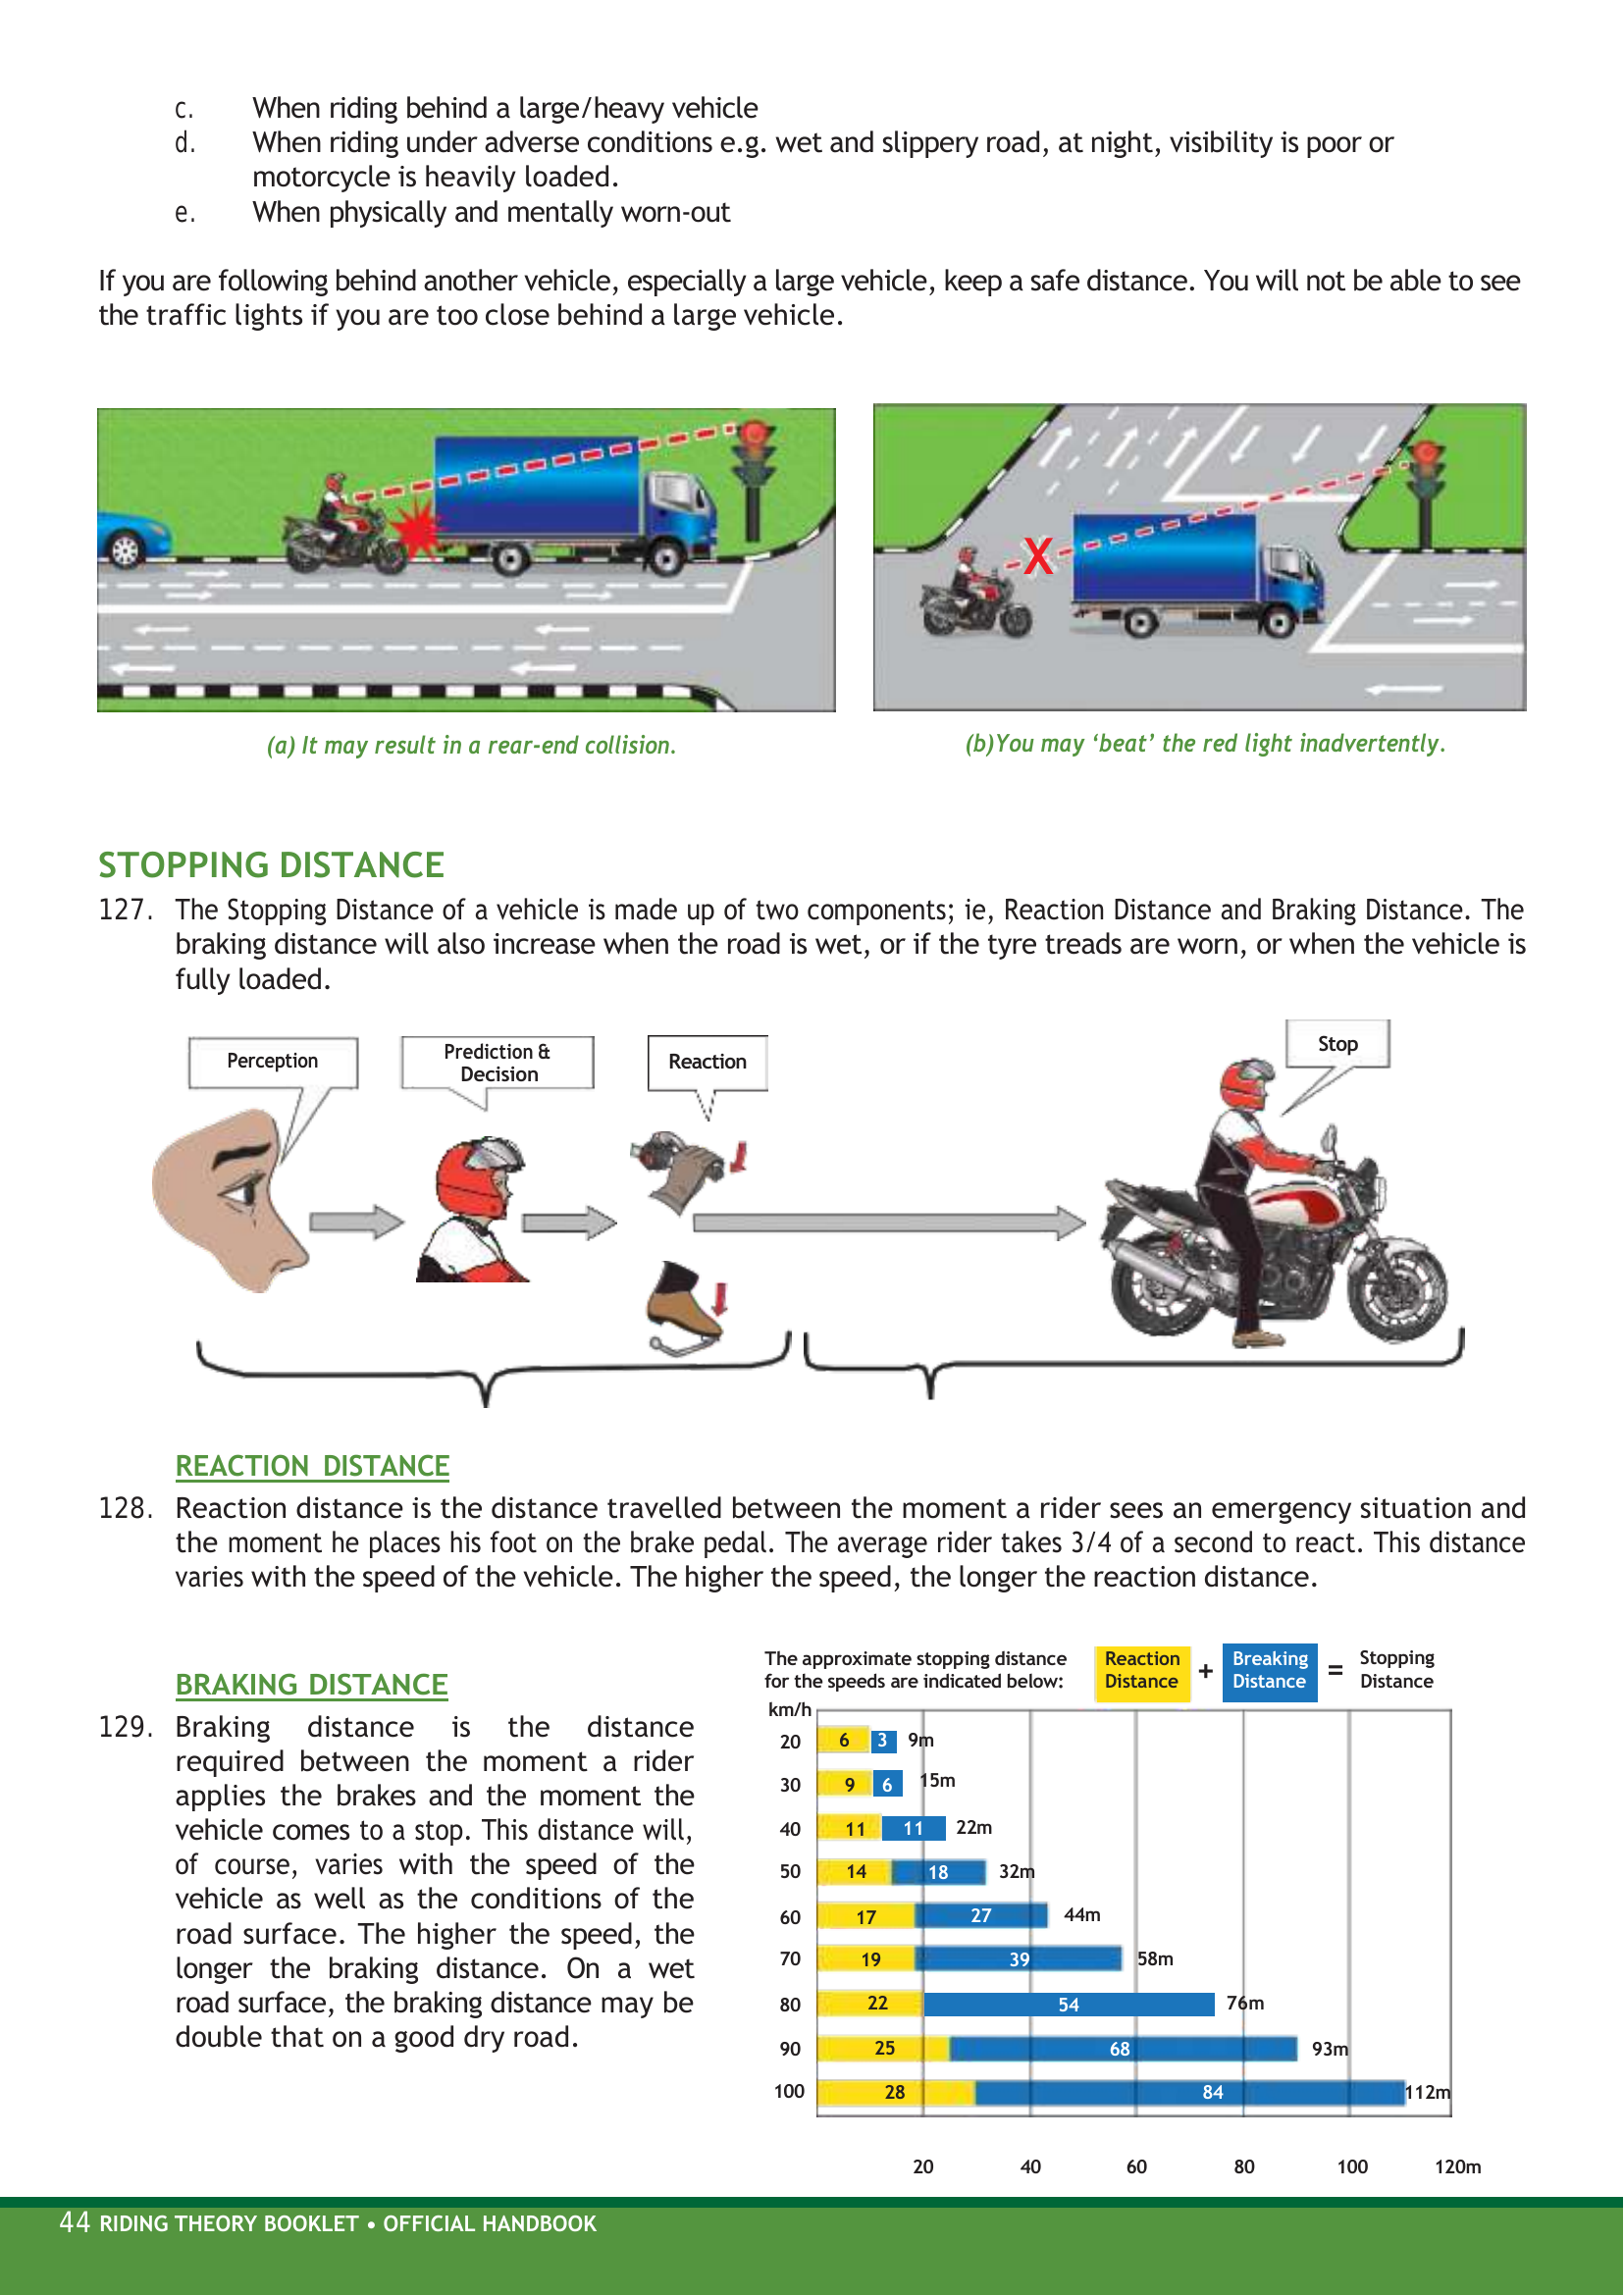 c. When riding behind a large/heavy vehicle
d. When riding under adverse conditions e.g. wet and slippery road, at night, visibility is poor or
motorcycle is heavily loaded.
e. When physically and mentally worn-out
If you are following behind another vehicle, especially a large vehicle, keep a safe distance. You will not be able to see
the traffic lights if you are too close behind a large vehicle.
X
(a) It may result in a rear-end collision.
(b)You may ‘beat’ the red light inadvertently.
STOPPING DISTANCE
127. The Stopping Distance of a vehicle is made up of two components; ie, Reaction Distance and Braking Distance. The
braking distance will also increase when the road is wet, or if the tyre treads are worn, or when the vehicle is
fully loaded.
Perception
Prediction &
Decision
Reaction
Stop
REACTION DISTANCE
128. Reaction distance is the distance travelled between the moment a rider sees an emergency situation and
the moment he places his foot on the brake pedal. The average rider takes 3/4 of a second to react. This distance
varies with the speed of the vehicle. The higher the speed, the longer the reaction distance.
BRAKING DISTANCE
129. Braking distance is the distance
required between the moment a rider
applies the brakes and the moment the
vehicle comes to a stop. This distance will,
of course, varies with the speed of the
vehicle as well as the conditions of the
road surface. The higher the speed, the
longer the braking distance. On a wet
road surface, the braking distance may be
double that on a good dry road.
The approximate stopping distance
for the speeds are indicated below:
Reaction
Distance
+
Breaking
Distance
=
Stopping
Distance
km/h
20 6 3 9m
30 9 6 15m
40 11 11 22m
50 14 18 32m
60 17 27 44m
70 19 39 58m
80 22 54 76m
90 25 68 93m
100 28 84 112m
20 40 60 80 100 120m
44 RIDING THEORY BOOKLET • OFFICIAL HANDBOOK